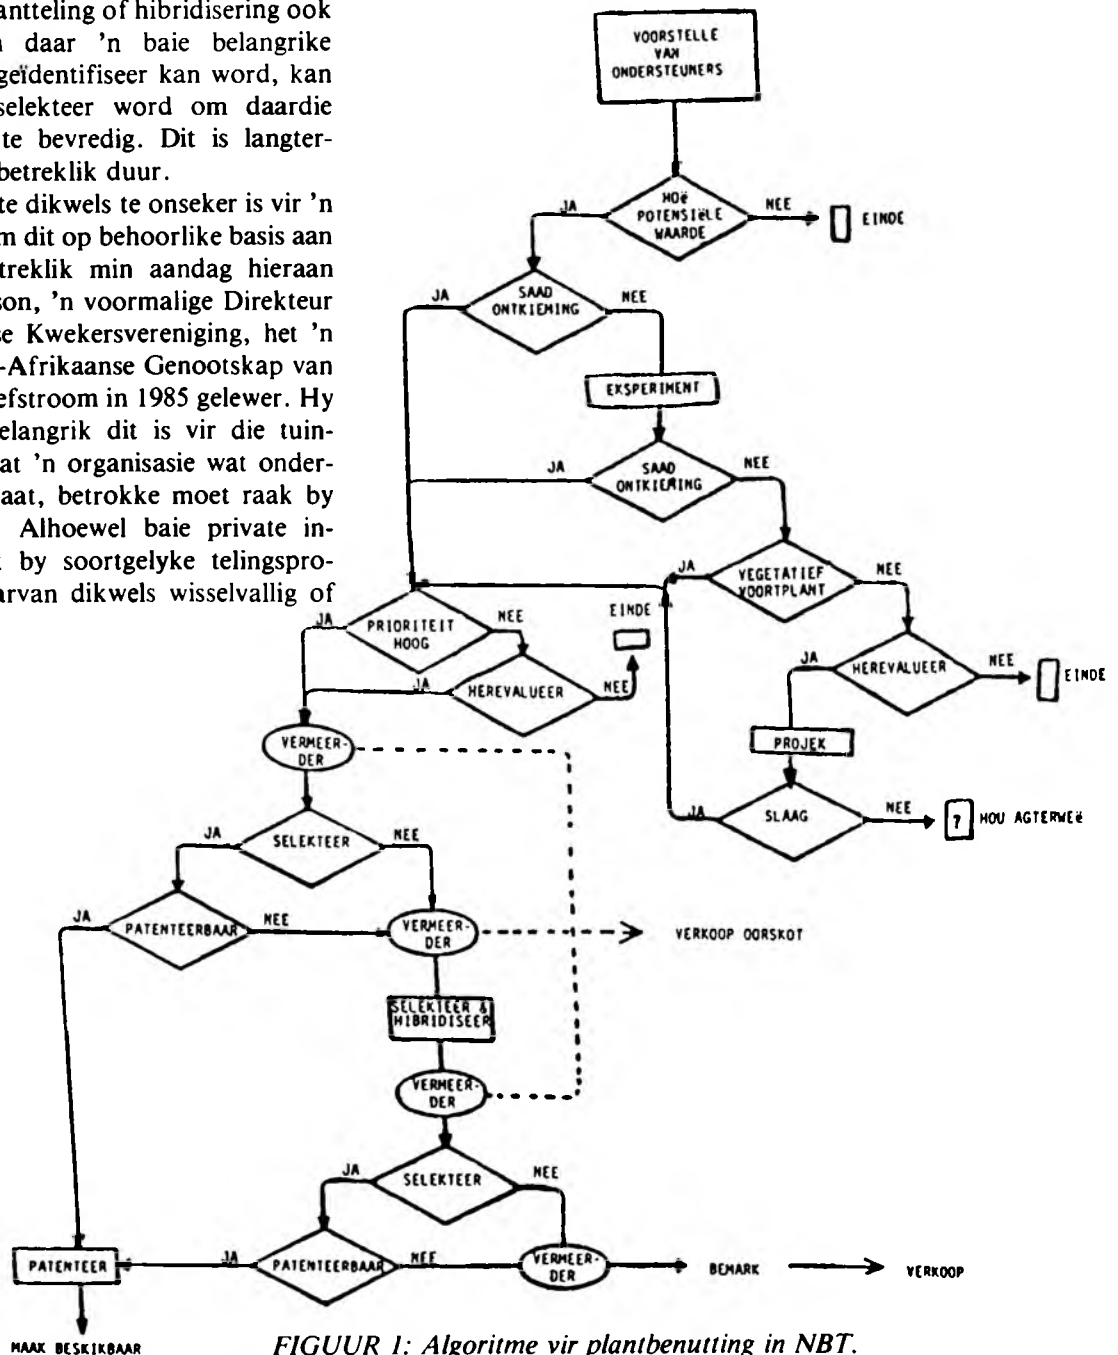 antteling of hibridisering ook
daar 'n baie belangrike
geïdentifiseer kan word, kan
selekteer word om daardie
te bevredig. Dit is langter-
betreklik duur.
te dikwels te onseker is vir 'n
m dit op behoorlike basis aan
treklik min aandag hieraan
son, 'n voormalige Direkteur
se Kwekersvereniging, het 'n
-Afrikaanse Genootskap van
efstroom in 1985 gelewer. Hy
elangrik dit is vir die tuin-
at 'n organisasie wat onder-
aat, betrokke moet raak by
Alhoewel baie private in-
k by soortgelyke telingspro-
arvan dikwels wisselvallig of
VOORSTELLE
VAN
ONDERSTEUNERS
HOë
POTENSIëLE
WAARDE
JA
NEE
EINDE
SAAD
ONTKIEMING
JA
NEE
EKSPERIMENT
SAAD
ONTKIEMING
JA
NEE
VEGETATIEF
VOORTPLANT
JA
NEE
HEREVALUEER
JA
NEE
EINDE
PROJEK
SLAAG
JA
NEE
?
HOU AGTERWEë
PRIORITEIT
HOOG
JA
NEE
HEREVALUEER
JA
NEE
EINDE
VERMEER-
DER
SELEKTEER
JA
NEE
PATENTEERBAAR
JA
NEE
VERMEER-
DER
VERKOOP OORSKOT
SELEKTEER &
HIBRIDISEER
VERMEER-
DER
SELEKTEER
JA
NEE
PATENTEERBAAR
JA
NEE
VERMEER-
DER
BEMARK
VERKOOP
PATENTEER
MAAK BESKIKBAAR
FIGUUR 1: Algoritme vir plantbenutting in NBT.